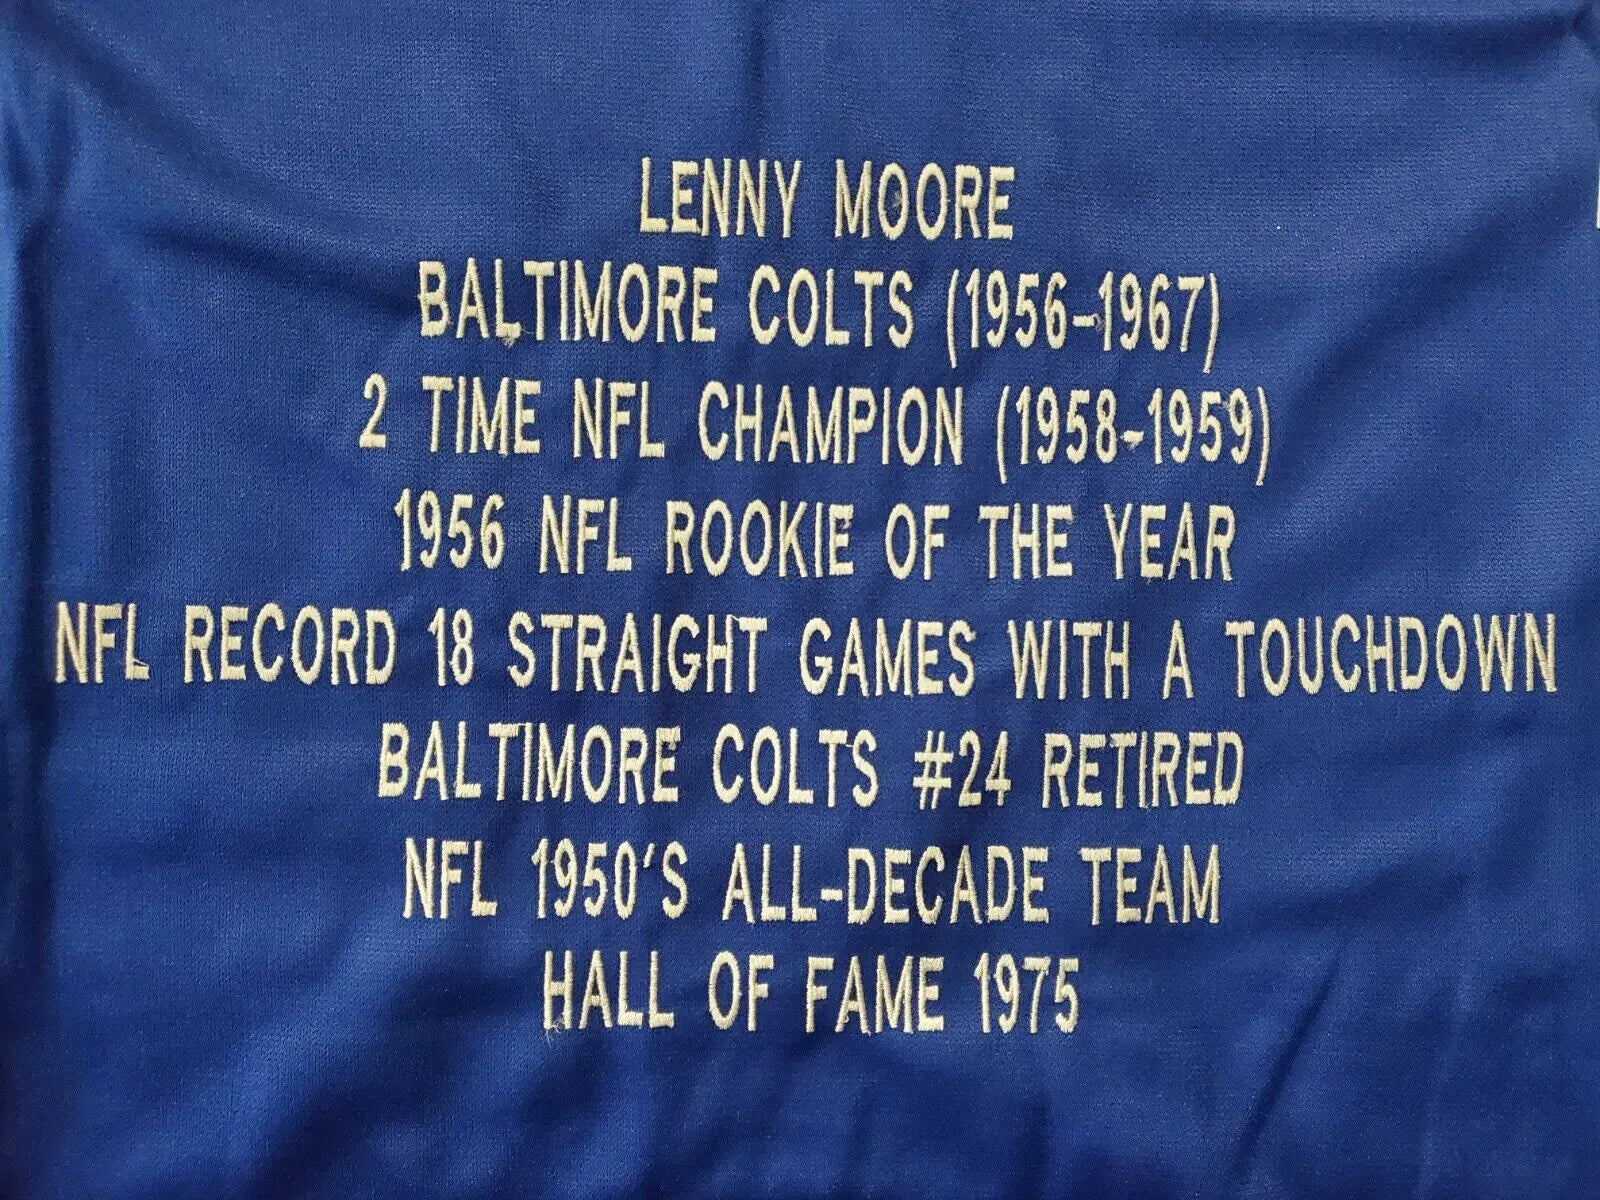 LENNY MOORE
BALTIMORE COLTS (1956-1967)
2 TIME NFL CHAMPION (1958-1959)
1956 NFL ROOKIE OF THE YEAR
NFL RECORD 18 STRAIGHT GAMES WITH A TOUCHDOWN
BALTIMORE COLTS #24 RETIRED
NFL 1950'S ALL-DECADE TEAM
HALL OF FAME 1975